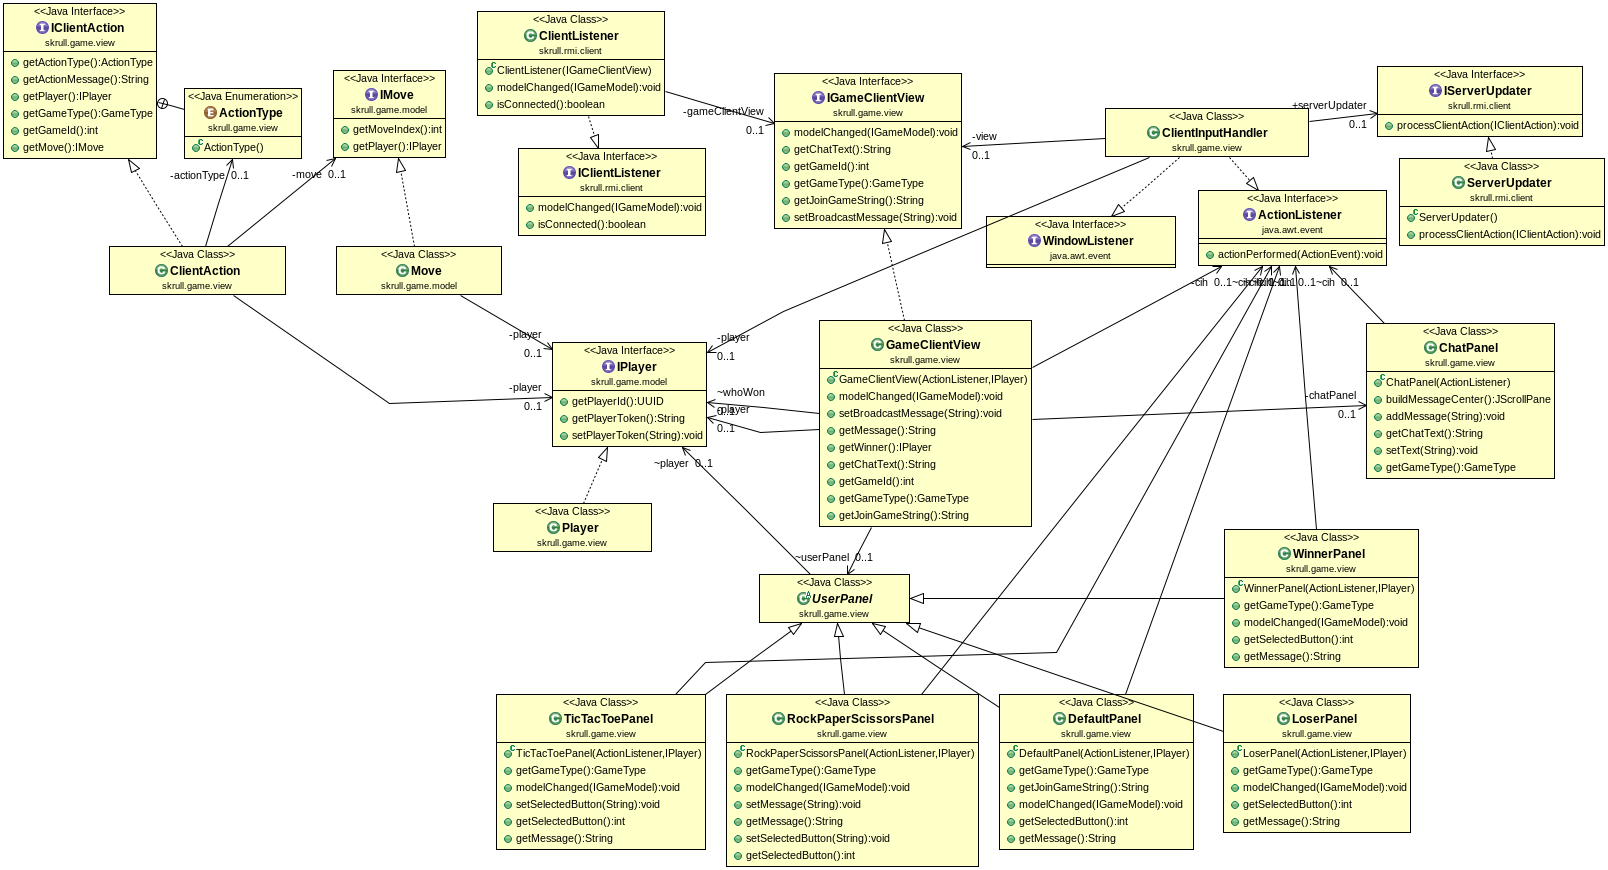 <<Java Interface>>
IClientAction
skrull.game.view
getActionType():ActionType
getActionMessage():String
getPlayer():IPlayer
getGameType():GameType
getGameId():int
getMove():IMove
<<Java Enumeration>>
ActionType
skrull.game.view
ActionType()
<<Java Interface>>
IMove
skrull.game.model
getMoveIndex():int
getPlayer():IPlayer
<<Java Class>>
ClientListener
skrull.rmi.client
ClientListener(IGameClientView)
modelChanged(IGameModel):void
isConnected():boolean
<<Java Interface>>
IClientListener
skrull.rmi.client
modelChanged(IGameModel):void
isConnected():boolean
-gameClientView
0..1
<<Java Interface>>
IGameClientView
skrull.game.view
modelChanged(IGameModel):void
getChatText():String
getGameId():int
getGameType():GameType
getJoinGameString():String
setBroadcastMessage(String):void
-view
0..1
<<Java Class>>
ClientInputHandler
skrull.game.view
+serverUpdater
0..1
<<Java Interface>>
IServerUpdater
skrull.rmi.client
processClientAction(IClientAction):void
<<Java Class>>
ServerUpdater
skrull.rmi.client
ServerUpdater()
processClientAction(IClientAction):void
<<Java Interface>>
WindowListener
java.awt.event
<<Java Interface>>
ActionListener
java.awt.event
actionPerformed(ActionEvent):void
-actionType 0..1
-move 0..1
<<Java Class>>
ClientAction
skrull.game.view
<<Java Class>>
Move
skrull.game.model
-player
0..1
-player
0..1
-player
0..1
<<Java Interface>>
IPlayer
skrull.game.model
getPlayerId():UUID
getPlayerToken():String
setPlayerToken(String):void
~whoWon
0..1
-player
0..1
~player 0..1
<<Java Class>>
Player
skrull.game.view
<<Java Class>>
GameClientView
skrull.game.view
GameClientView(ActionListener,IPlayer)
modelChanged(IGameModel):void
setBroadcastMessage(String):void
getMessage():String
getWinner():IPlayer
getChatText():String
getGameId():int
getGameType():GameType
getJoinGameString():String
-cih 0..1
0..1
~cih 0..1
-chatPanel
0..1
<<Java Class>>
ChatPanel
skrull.game.view
ChatPanel(ActionListener)
buildMessageCenter():JScrollPane
addMessage(String):void
getChatText():String
setText(String):void
getGameType():GameType
~userPanel 0..1
<<Java Class>>
UserPanel
skrull.game.view
<<Java Class>>
WinnerPanel
skrull.game.view
WinnerPanel(ActionListener,IPlayer)
getGameType():GameType
modelChanged(IGameModel):void
getSelectedButton():int
getMessage():String
<<Java Class>>
TicTacToePanel
skrull.game.view
TicTacToePanel(ActionListener,IPlayer)
getGameType():GameType
modelChanged(IGameModel):void
setSelectedButton(String):void
getSelectedButton():int
getMessage():String
<<Java Class>>
RockPaperScissorsPanel
skrull.game.view
RockPaperScissorsPanel(ActionListener,IPlayer)
getGameType():GameType
modelChanged(IGameModel):void
setMessage(String):void
getMessage():String
setSelectedButton(String):void
getSelectedButton():int
<<Java Class>>
DefaultPanel
skrull.game.view
DefaultPanel(ActionListener,IPlayer)
getGameType():GameType
getJoinGameString():String
modelChanged(IGameModel):void
getSelectedButton():int
getMessage():String
<<Java Class>>
LoserPanel
skrull.game.view
LoserPanel(ActionListener,IPlayer)
getGameType():GameType
modelChanged(IGameModel):void
getSelectedButton():int
getMessage():String